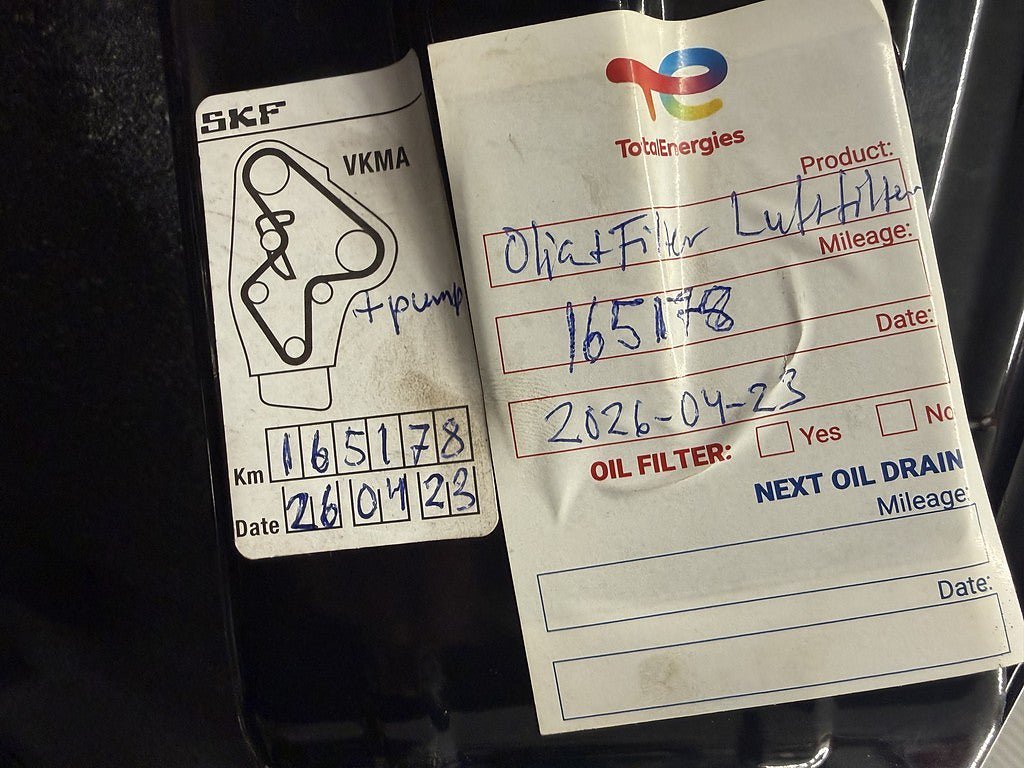 SKF
VKMA
+ pump
Km 165178
Date 26 04 23
TotalEnergies
Product:
Olja + Filter Luftfilter
Mileage:
165178
Date:
2026-04-23
OIL FILTER: Yes No
NEXT OIL DRAIN
Mileage:
Date: